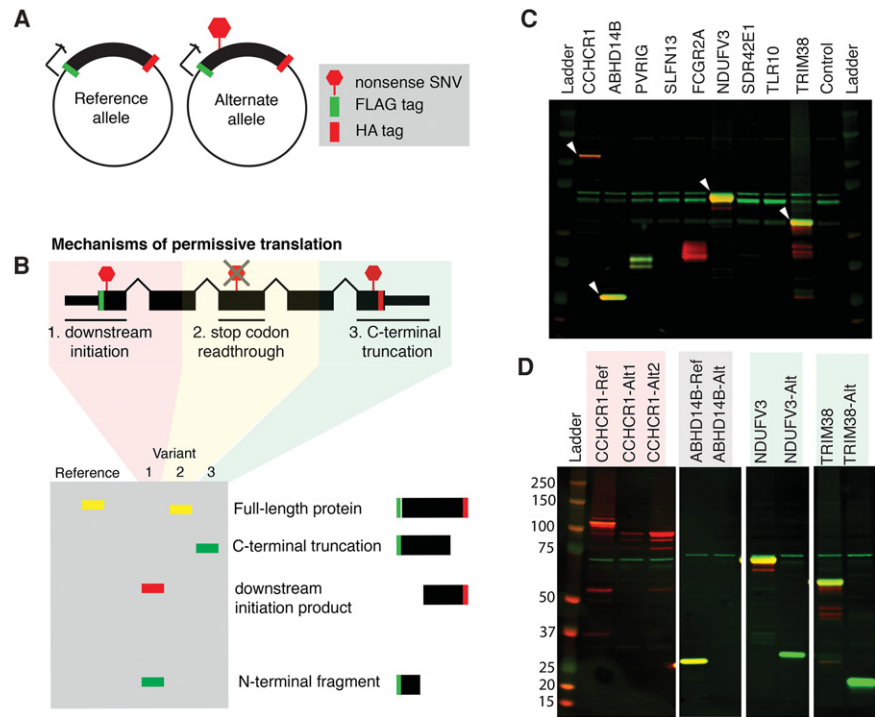 A
Reference
allele
Alternate
allele
nonsense SNV
FLAG tag
HA tag
B
Mechanisms of permissive translation
1. downstream
initiation
2. stop codon
readthrough
3. C-terminal
truncation
Variant
Reference 1 2 3
Full-length protein
C-terminal truncation
downstream
initiation product
N-terminal fragment
C
Ladder
CCHCR1
ABHD14B
PVRIG
SLFN13
FCGR2A
NDUFV3
SDR42E1
TLR10
TRIM38
Control
Ladder
D
Ladder
CCHCR1-Ref
CCHCR1-Alt1
CCHCR1-Alt2
ABHD14B-Ref
ABHD14B-Alt
NDUFV3
NDUFV3-Alt
TRIM38
TRIM38-Alt
250
150
100
75
50
37
25
20
15